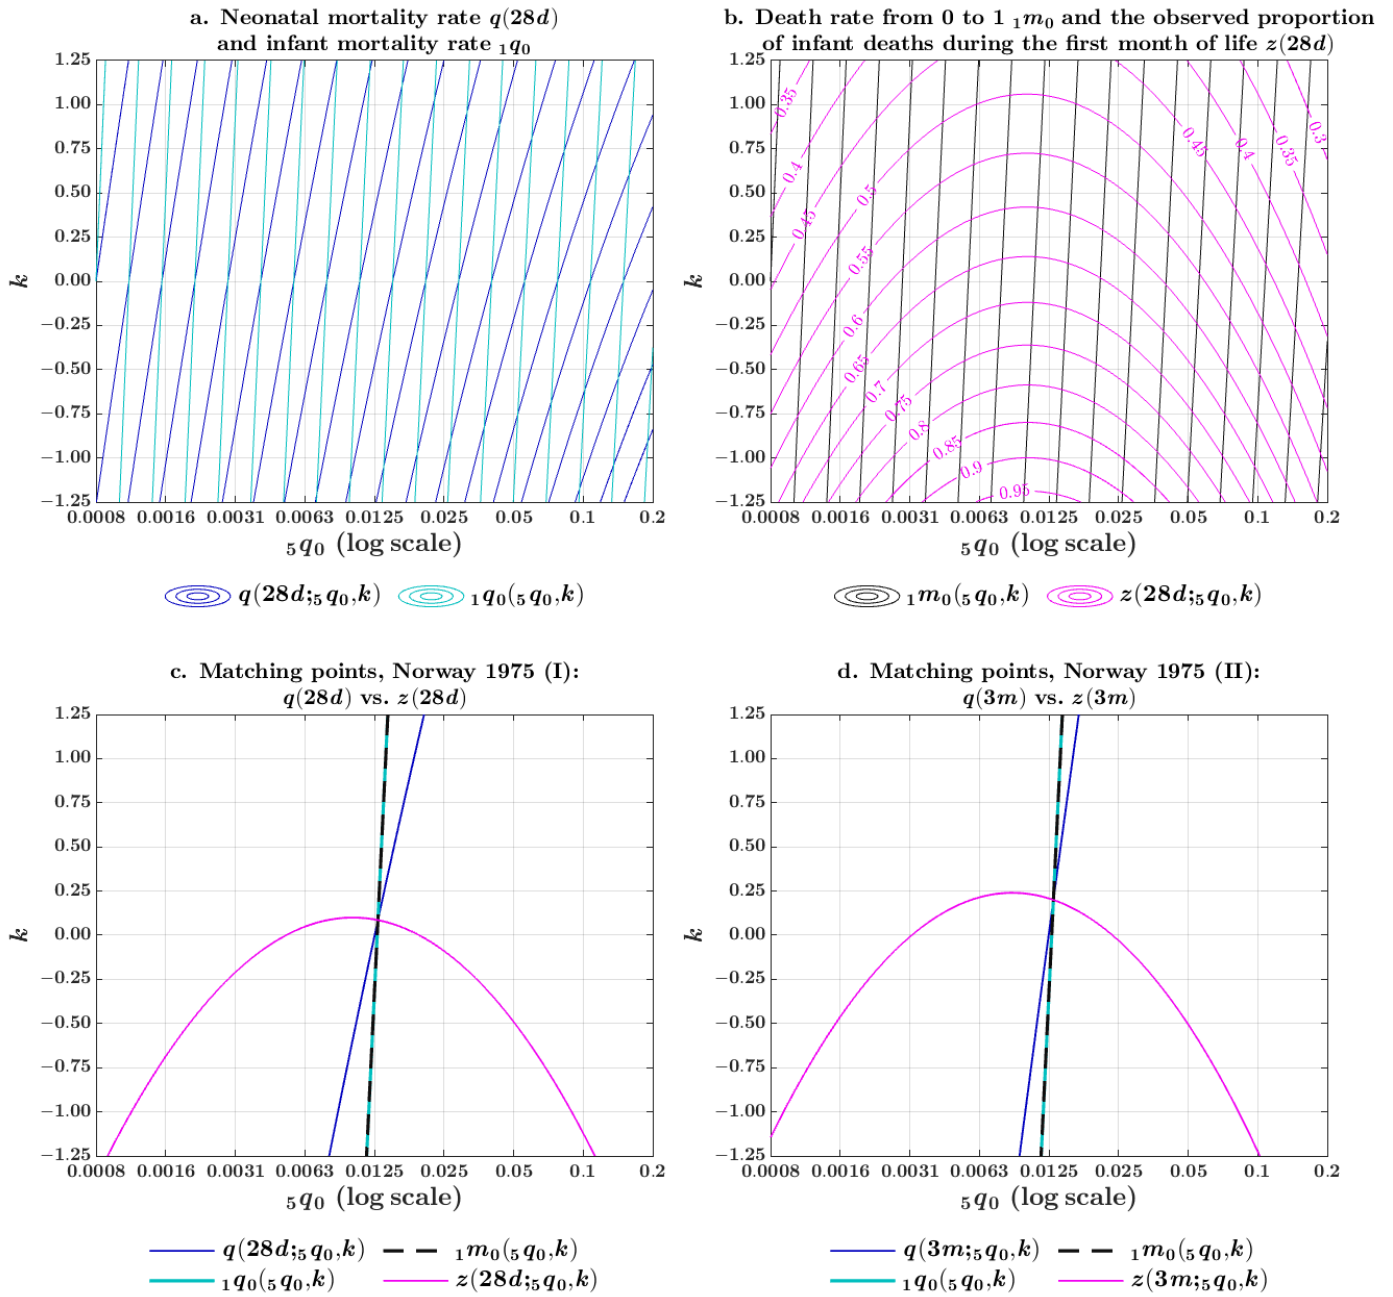 a. Neonatal mortality rate q(28d)
and infant mortality rate ₁q₀
1.25
1.00
0.75
0.50
0.25
0.00
−0.25
−0.50
−0.75
−1.00
−1.25
k
0.0008 0.0016 0.0031 0.0063 0.0125 0.025 0.05 0.1 0.2
₅q₀ (log scale)
q(28d;₅q₀,k) ₁q₀(₅q₀,k)
b. Death rate from 0 to 1 ₁m₀ and the observed proportion
of infant deaths during the first month of life z(28d)
1.25
1.00
0.75
0.50
0.25
0.00
−0.25
−0.50
−0.75
−1.00
−1.25
k
0.35
0.4
0.45
0.5
0.55
0.6
0.65
0.7
0.75
0.8
0.85
0.9
0.95
0.45
0.4
0.35
0.3
0.0008 0.0016 0.0031 0.0063 0.0125 0.025 0.05 0.1 0.2
₅q₀ (log scale)
₁m₀(₅q₀,k) z(28d;₅q₀,k)
c. Matching points, Norway 1975 (I):
q(28d) vs. z(28d)
1.25
1.00
0.75
0.50
0.25
0.00
−0.25
−0.50
−0.75
−1.00
−1.25
k
0.0008 0.0016 0.0031 0.0063 0.0125 0.025 0.05 0.1 0.2
₅q₀ (log scale)
q(28d;₅q₀,k) ₁m₀(₅q₀,k)
₁q₀(₅q₀,k) z(28d;₅q₀,k)
d. Matching points, Norway 1975 (II):
q(3m) vs. z(3m)
1.25
1.00
0.75
0.50
0.25
0.00
−0.25
−0.50
−0.75
−1.00
−1.25
k
0.0008 0.0016 0.0031 0.0063 0.0125 0.025 0.05 0.1 0.2
₅q₀ (log scale)
q(3m;₅q₀,k) ₁m₀(₅q₀,k)
₁q₀(₅q₀,k) z(3m;₅q₀,k)